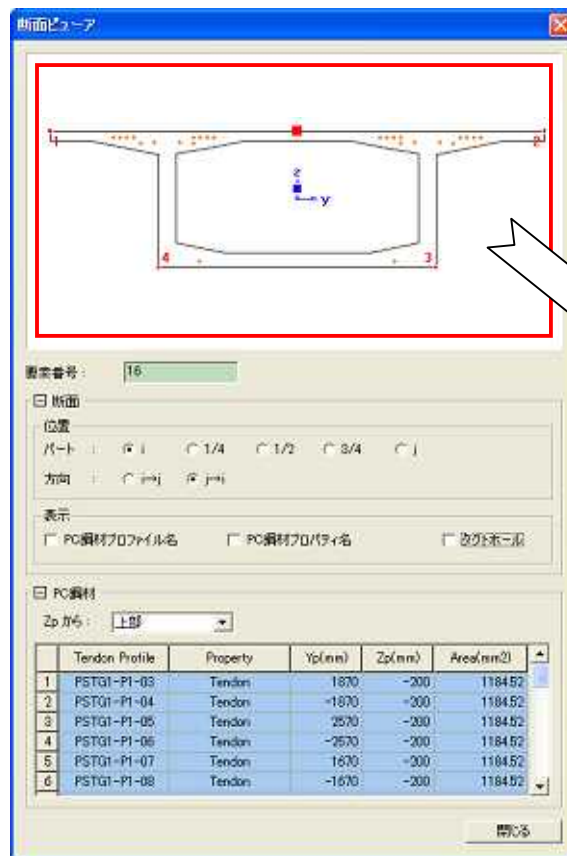 断面ビューア
z
y
1
2
4
3
要素番号 : 16
断面
位置
パート : i 1/4 1/2 3/4 j
方向 : i→j j→i
表示
PC鋼材プロファイル名 PC鋼材プロパティ名 ダクトホール
PC鋼材
Zp から : 上部
Tendon Profile Property Yp(mm) Zp(mm) Area(mm2)
1 PSTG1-P1-03 Tendon 1870 -200 1184.52
2 PSTG1-P1-04 Tendon -1870 -200 1184.52
3 PSTG1-P1-05 Tendon 2570 -200 1184.52
4 PSTG1-P1-06 Tendon -2570 -200 1184.52
5 PSTG1-P1-07 Tendon 1670 -200 1184.52
6 PSTG1-P1-08 Tendon -1670 -200 1184.52
閉じる